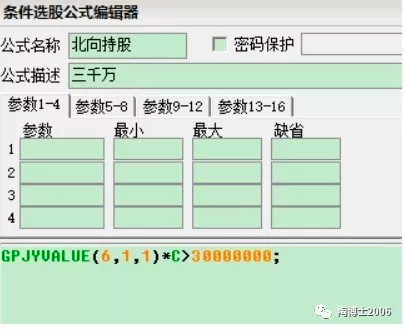 条件选股公式编辑器
公式名称 北向持股 密码保护
公式描述 三千万
参数1-4 参数5-8 参数9-12 参数13-16
参数 最小 最大 缺省
1
2
3
4
GPJYVALUE(6,1,1)*C>30000000;
淘博士2006